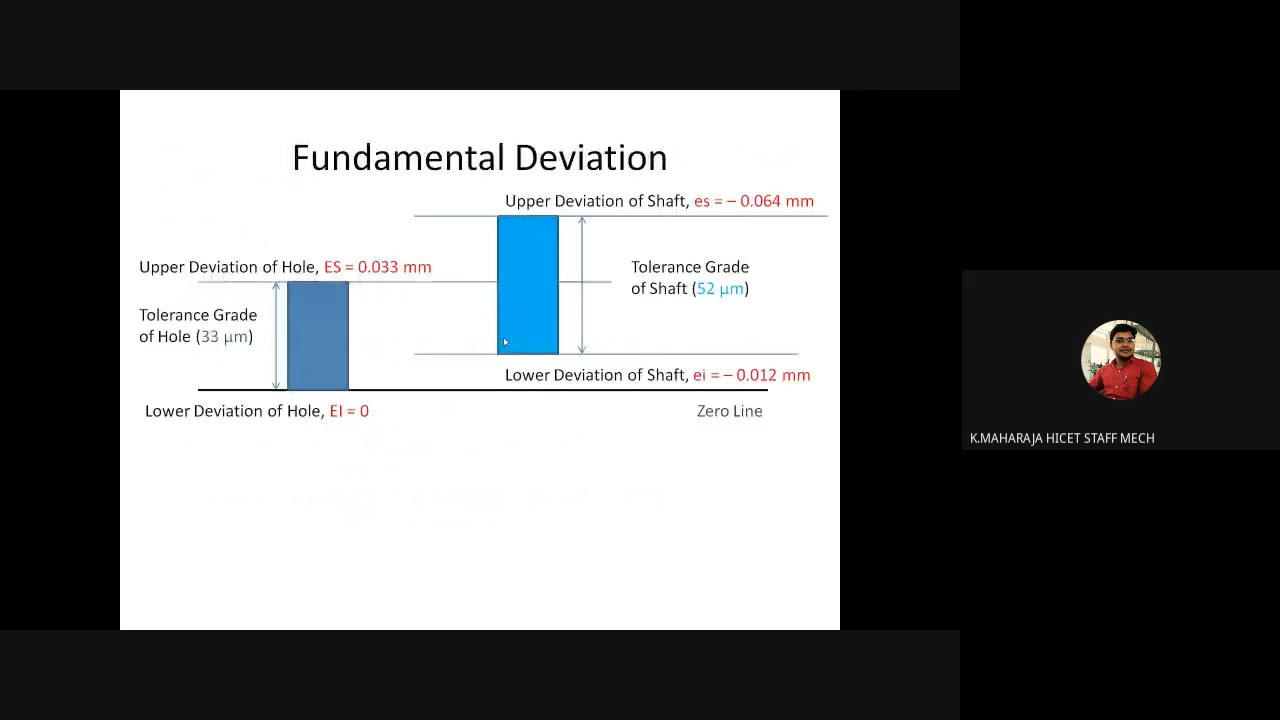 Fundamental Deviation
Upper Deviation of Shaft, es = – 0.064 mm
Upper Deviation of Hole, ES = 0.033 mm
Tolerance Grade
of Shaft (52 μm)
Tolerance Grade
of Hole (33 μm)
Lower Deviation of Shaft, ei = – 0.012 mm
Lower Deviation of Hole, EI = 0
Zero Line
K.MAHARAJA HICET STAFF MECH